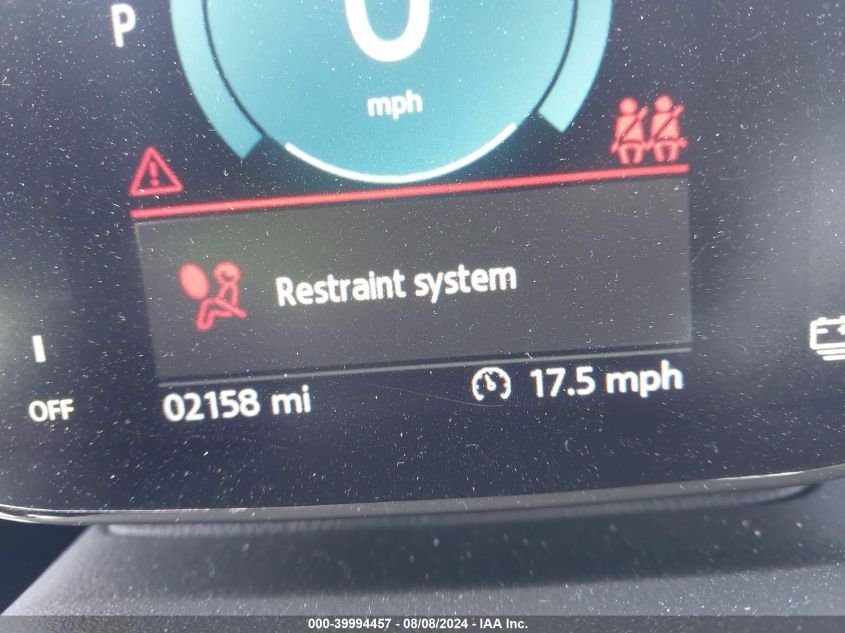 P
0
mph
Restraint system
I
OFF
02158 mi
17.5 mph
000-39994457 - 08/08/2024 - IAA Inc.